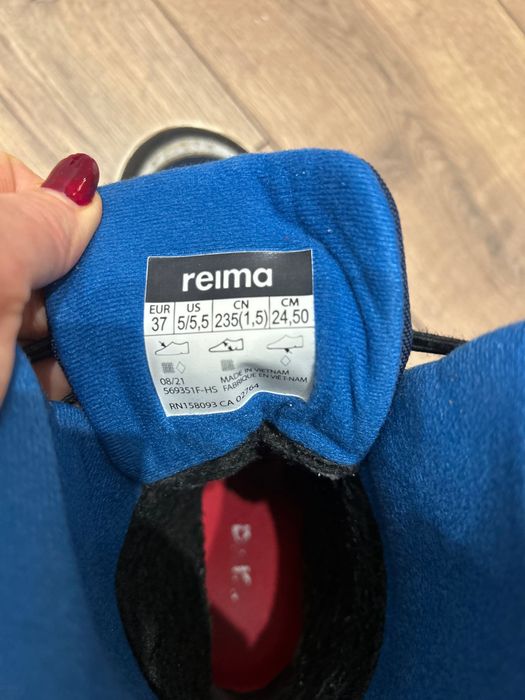 reima
EUR US CN CM
37 5/5,5 235(1,5) 24,50
08/21 MADE IN VIETNAM
569351F-HS FABRIQUE EN VIET-NAM
RN158093 CA 02764